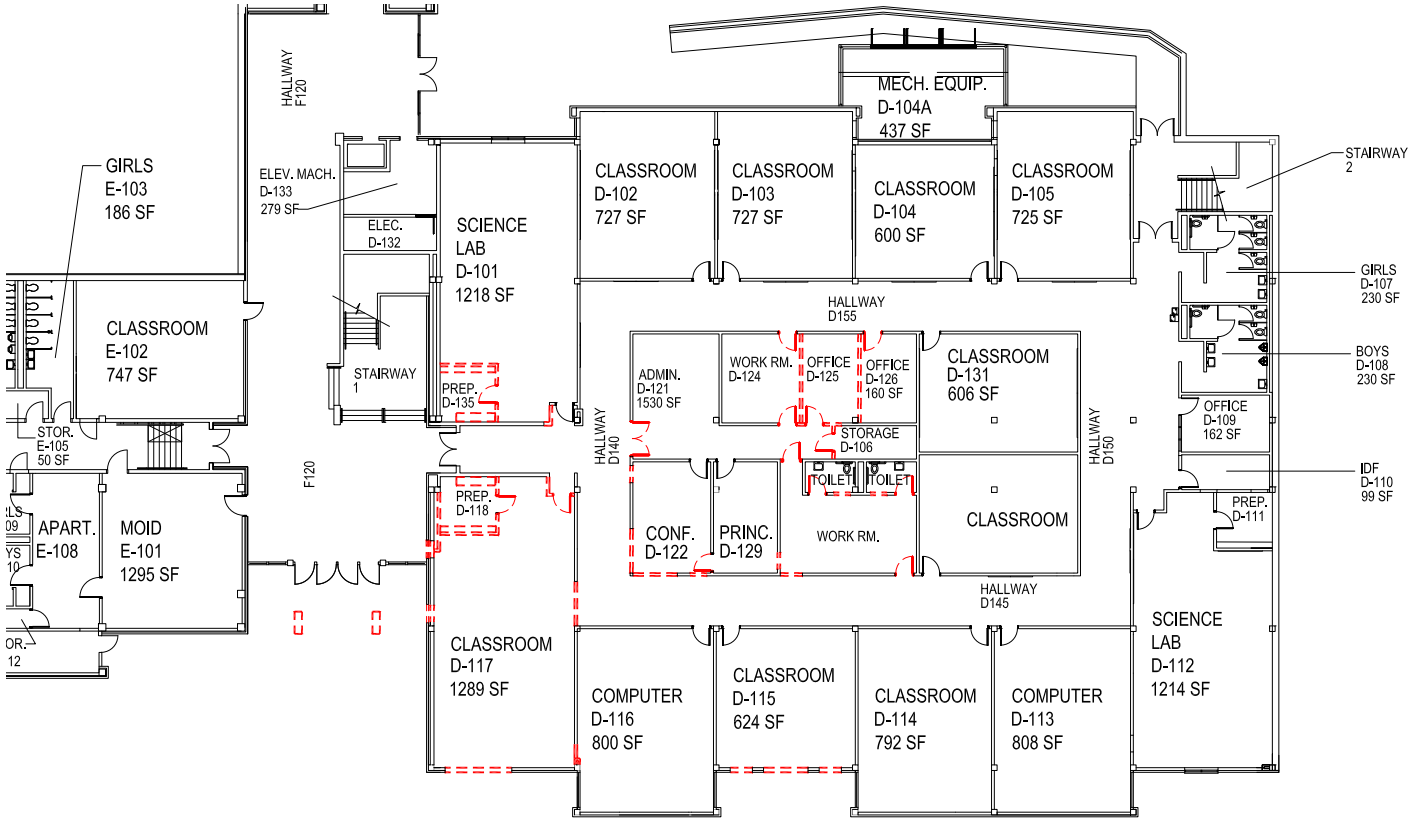 HALLWAY
F120
MECH. EQUIP.
D-104A
437 SF
GIRLS
E-103
186 SF
ELEV. MACH.
D-133
279 SF
ELEC.
D-132
SCIENCE
LAB
D-101
1218 SF
CLASSROOM
D-102
727 SF
CLASSROOM
D-103
727 SF
CLASSROOM
D-104
600 SF
CLASSROOM
D-105
725 SF
STAIRWAY
2
GIRLS
D-107
230 SF
BOYS
D-108
230 SF
CLASSROOM
E-102
747 SF
STAIRWAY
1
PREP.
D-135
HALLWAY
D155
ADMIN.
D-121
1530 SF
WORK RM.
D-124
OFFICE
D-125
OFFICE
D-126
160 SF
CLASSROOM
D-131
606 SF
OFFICE
D-109
162 SF
STOR.
E-105
50 SF
HALLWAY
D140
STORAGE
D-106
HALLWAY
D150
IDF
D-110
99 SF
F120
TOILET
TOILET
PREP.
D-118
PREP.
D-111
APART.
E-108
MOID
E-101
1295 SF
CONF.
D-122
PRINC.
D-129
WORK RM.
CLASSROOM
HALLWAY
D145
OR.
12
CLASSROOM
D-117
1289 SF
COMPUTER
D-116
800 SF
CLASSROOM
D-115
624 SF
CLASSROOM
D-114
792 SF
COMPUTER
D-113
808 SF
SCIENCE
LAB
D-112
1214 SF